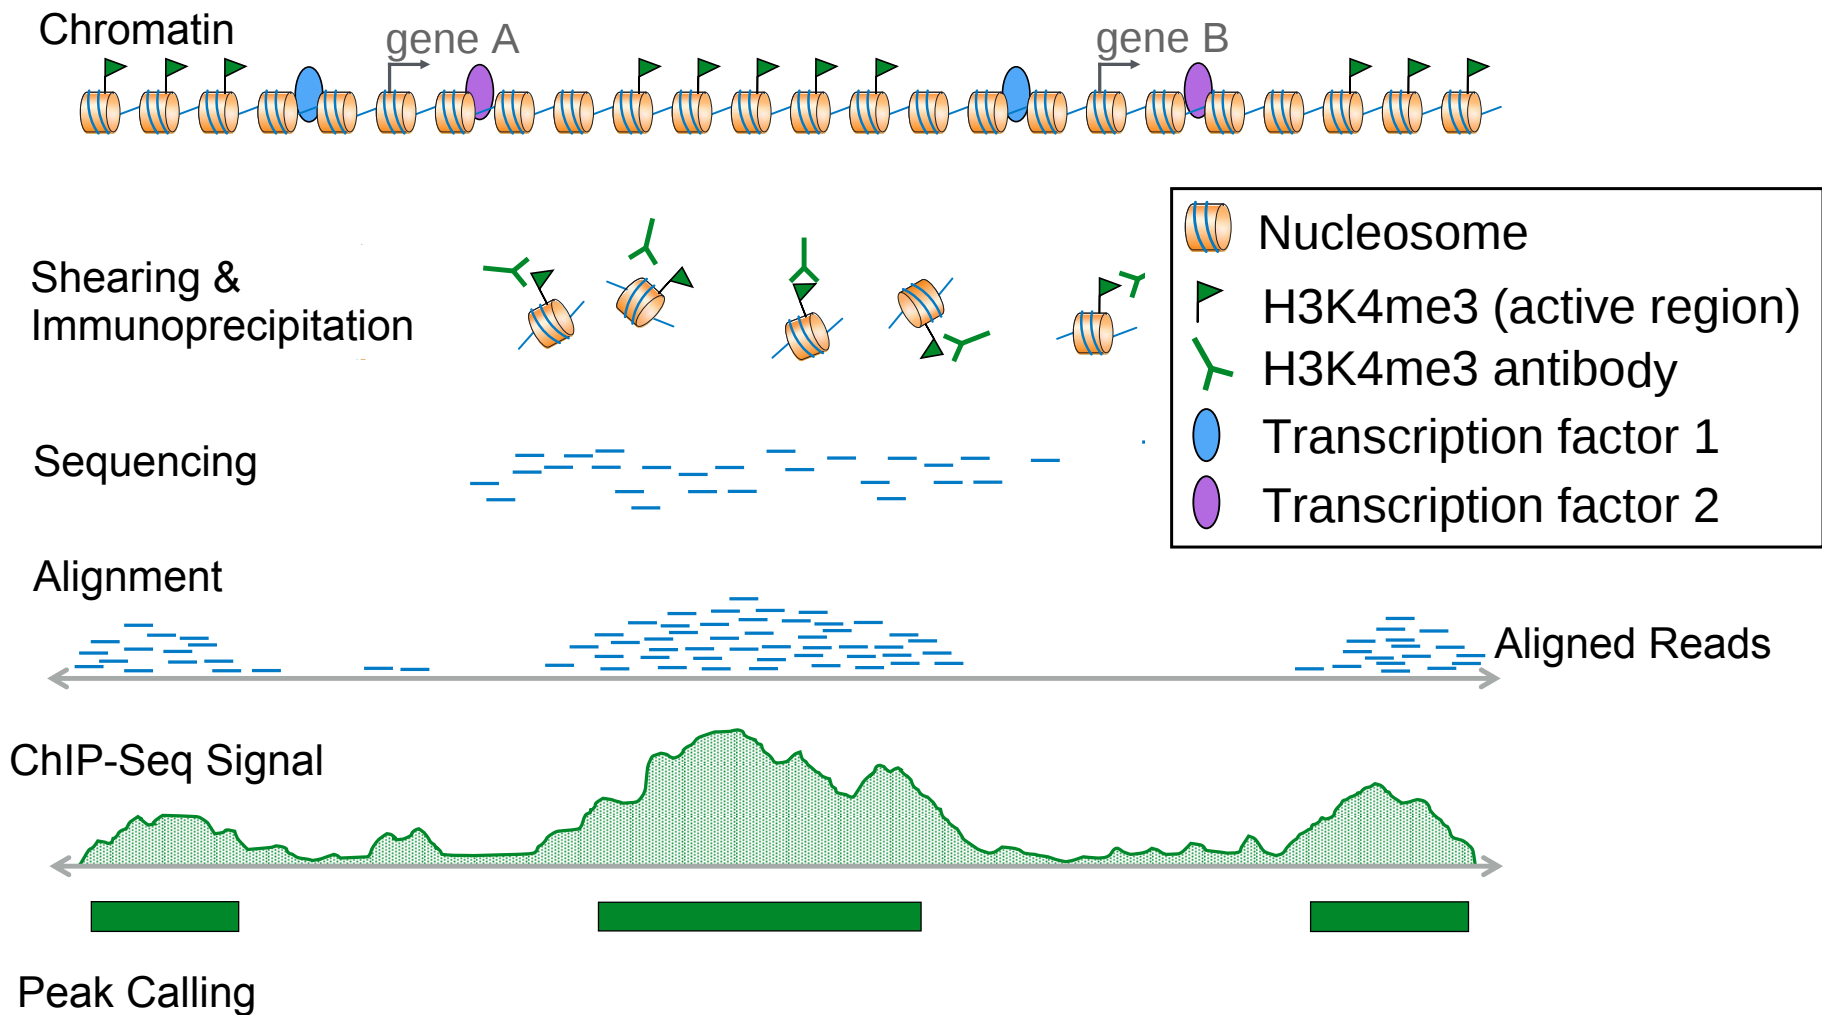 Chromatin
gene A
gene B
Shearing &
Immunoprecipitation
Nucleosome
H3K4me3 (active region)
H3K4me3 antibody
Transcription factor 1
Transcription factor 2
Sequencing
Alignment
Aligned Reads
ChIP-Seq Signal
Peak Calling